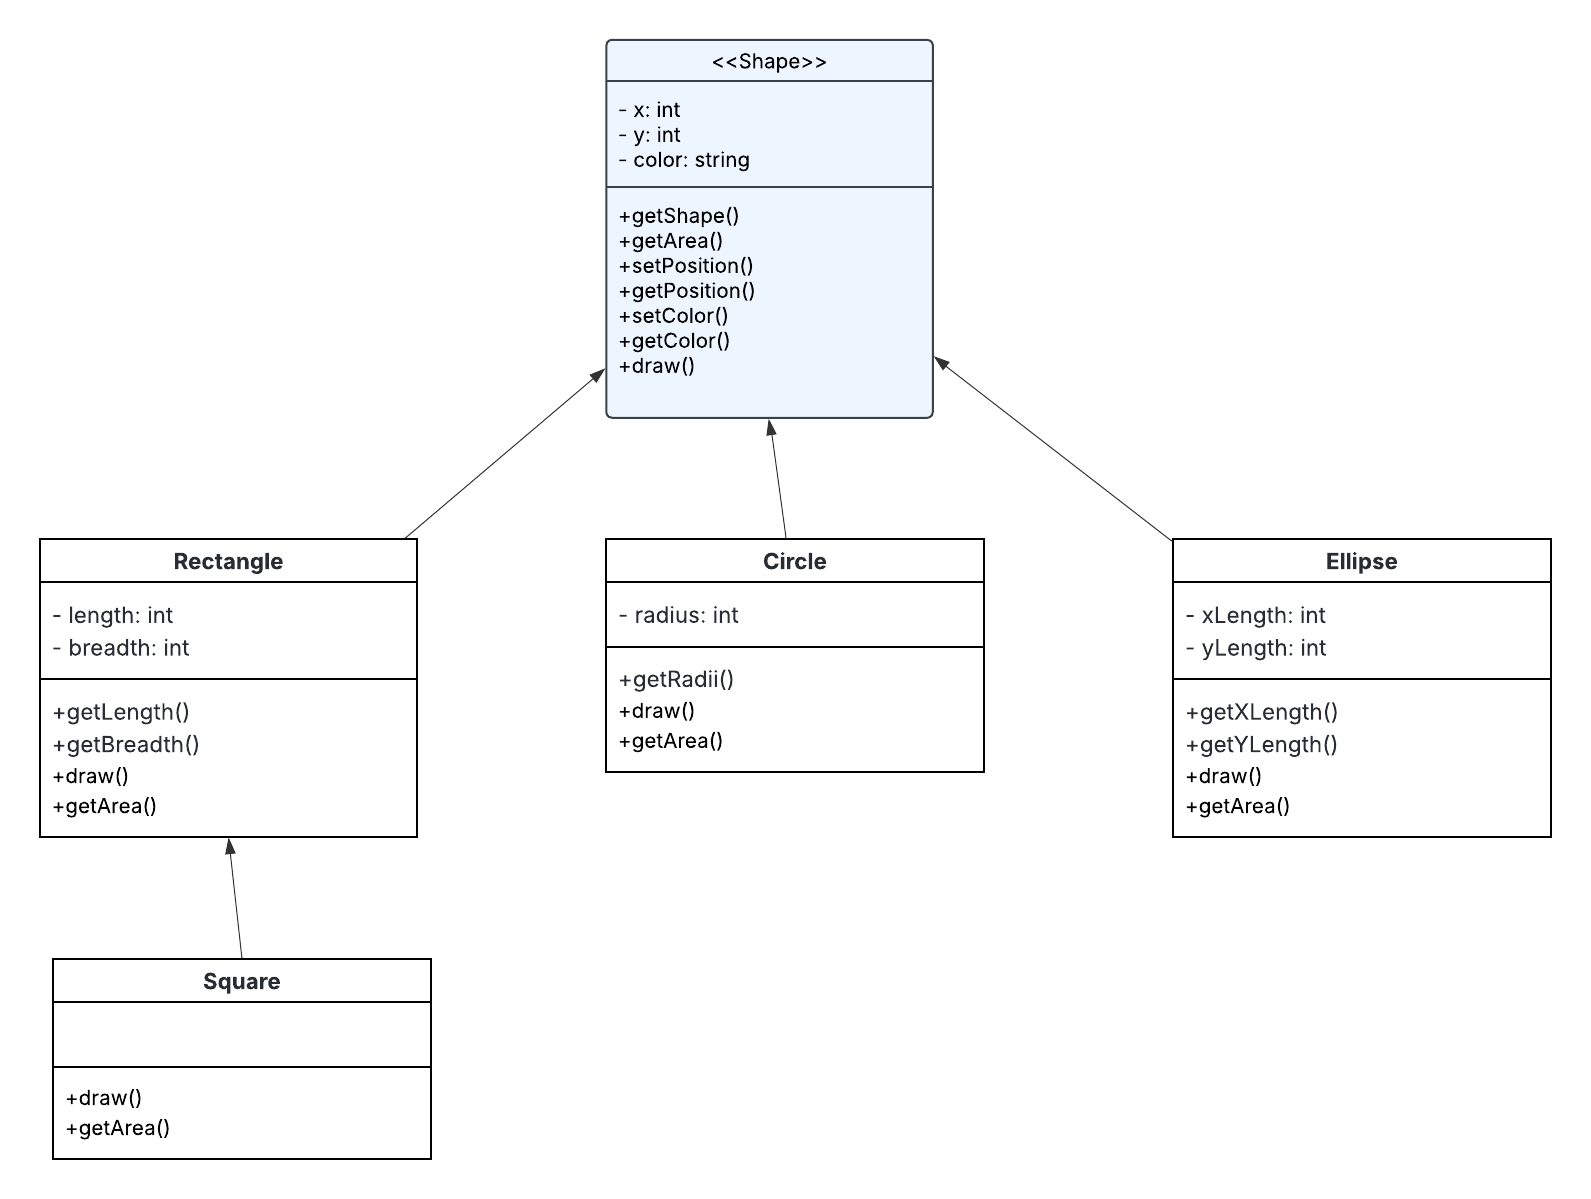 <<Shape>>
- x: int
- y: int
- color: string
+getShape()
+getArea()
+setPosition()
+getPosition()
+setColor()
+getColor()
+draw()
Rectangle
- length: int
- breadth: int
+getLength()
+getBreadth()
+draw()
+getArea()
Circle
- radius: int
+getRadii()
+draw()
+getArea()
Ellipse
- xLength: int
- yLength: int
+getXLength()
+getYLength()
+draw()
+getArea()
Square
+draw()
+getArea()